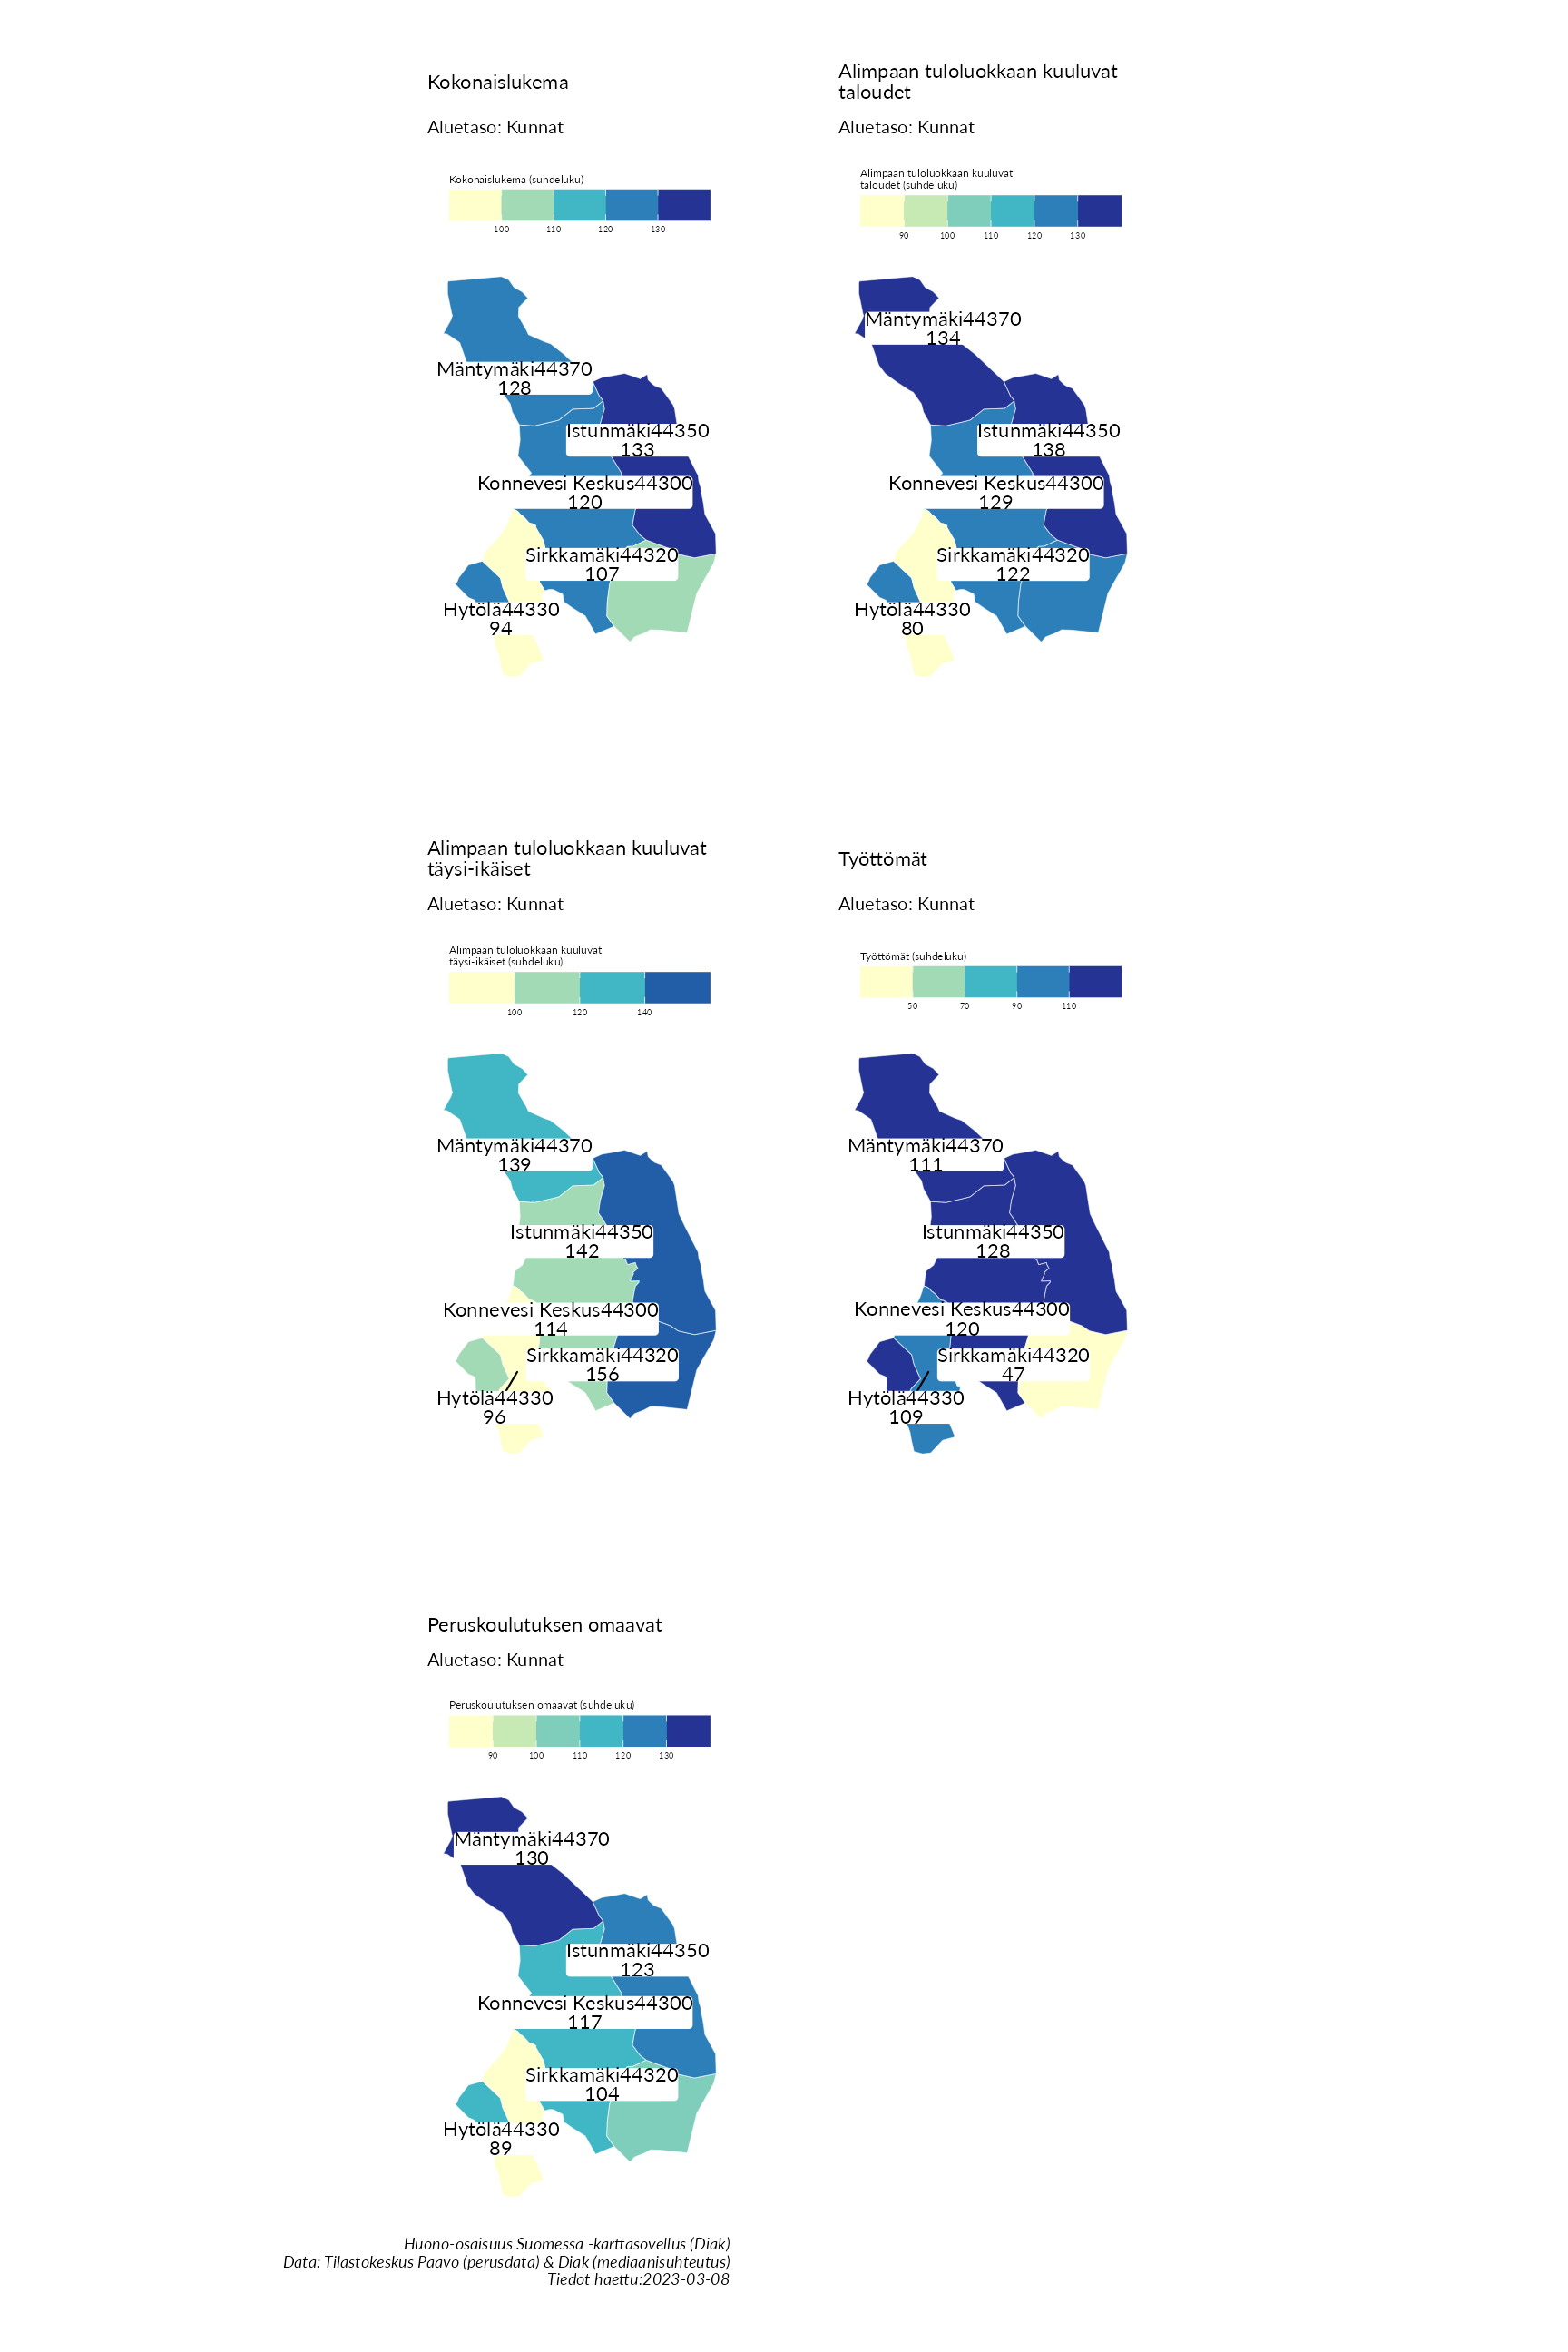 Kokonaislukema
Aluetaso: Kunnat
Kokonaislukema (suhdeluku)
100 110 120 130
Mäntymäki44370
128
Istunmäki44350
133
Konnevesi Keskus44300
120
Sirkkamäki44320
107
Hytölä44330
94
Alimpaan tuloluokkaan kuuluvat
taloudet
Aluetaso: Kunnat
Alimpaan tuloluokkaan kuuluvat
taloudet (suhdeluku)
90 100 110 120 130
Mäntymäki44370
134
Istunmäki44350
138
Konnevesi Keskus44300
129
Sirkkamäki44320
122
Hytölä44330
80
Alimpaan tuloluokkaan kuuluvat
täysi-ikäiset
Aluetaso: Kunnat
Alimpaan tuloluokkaan kuuluvat
täysi-ikäiset (suhdeluku)
100 120 140
Mäntymäki44370
139
Istunmäki44350
142
Konnevesi Keskus44300
114
Sirkkamäki44320
156
Hytölä44330
96
Työttömät
Aluetaso: Kunnat
Työttömät (suhdeluku)
50 70 90 110
Mäntymäki44370
111
Istunmäki44350
128
Konnevesi Keskus44300
120
Sirkkamäki44320
47
Hytölä44330
109
Peruskoulutuksen omaavat
Aluetaso: Kunnat
Peruskoulutuksen omaavat (suhdeluku)
90 100 110 120 130
Mäntymäki44370
130
Istunmäki44350
123
Konnevesi Keskus44300
117
Sirkkamäki44320
104
Hytölä44330
89
Huono-osaisuus Suomessa -karttasovellus (Diak)
Data: Tilastokeskus Paavo (perusdata) & Diak (mediaanisuhteutus)
Tiedot haettu:2023-03-08